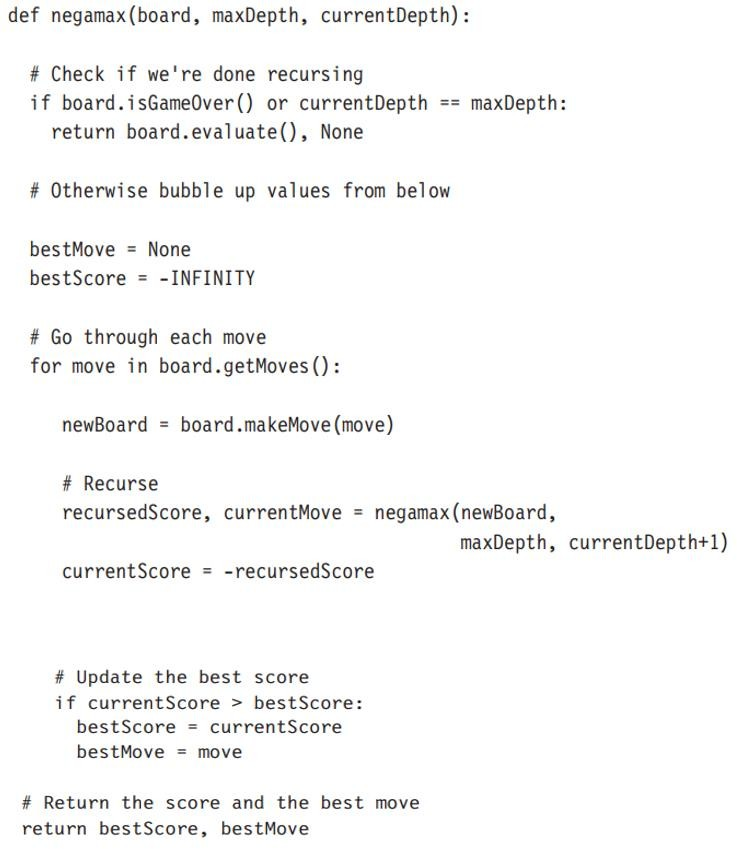 def negamax(board, maxDepth, currentDepth):
# Check if we're done recursing
if board.isGameOver() or currentDepth == maxDepth:
return board.evaluate(), None
# Otherwise bubble up values from below
bestMove = None
bestScore = -INFINITY
# Go through each move
for move in board.getMoves():
newBoard = board.makeMove(move)
# Recurse
recursedScore, currentMove = negamax(newBoard,
maxDepth, currentDepth+1)
currentScore = -recursedScore
# Update the best score
if currentScore > bestScore:
bestScore = currentScore
bestMove = move
# Return the score and the best move
return bestScore, bestMove